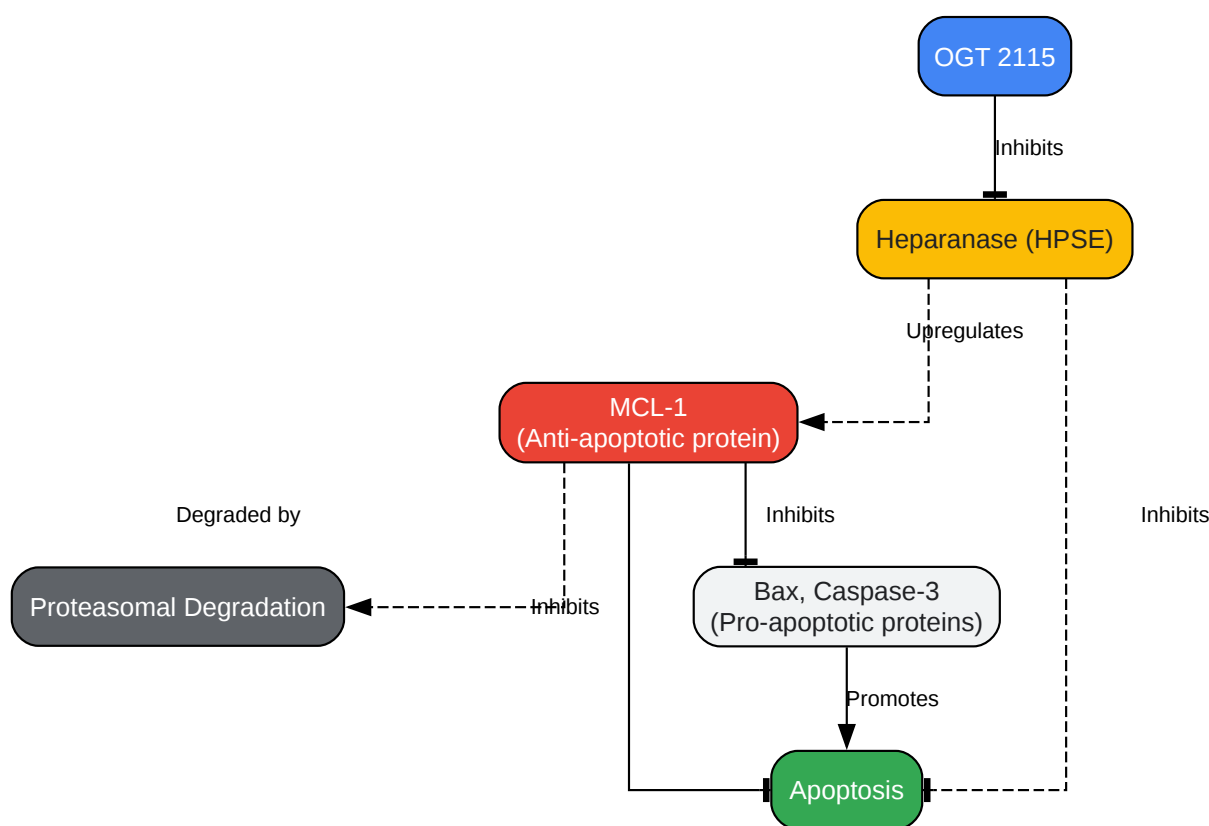 OGT 2115
Inhibits
Heparanase (HPSE)
Upregulates
MCL-1
(Anti-apoptotic protein)
Degraded by
Inhibits
Inhibits
Proteasomal Degradation
Inhibits
Bax, Caspase-3
(Pro-apoptotic proteins)
Promotes
Apoptosis